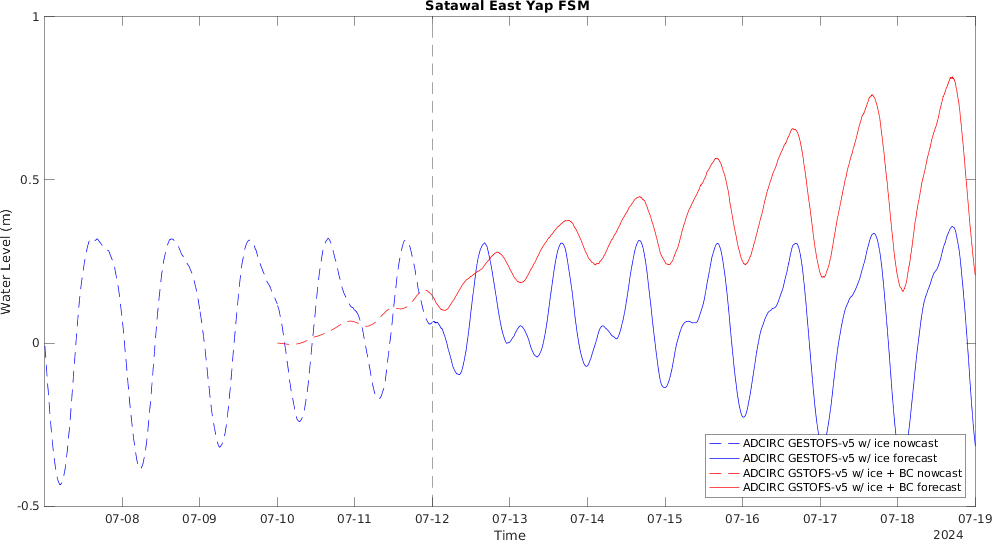 Satawal East Yap FSM
1
0.5
0
-0.5
Water Level (m)
ADCIRC GESTOFS-v5 w/ ice nowcast
ADCIRC GESTOFS-v5 w/ ice forecast
ADCIRC GSTOFS-v5 w/ ice + BC nowcast
ADCIRC GSTOFS-v5 w/ ice + BC forecast
07-08 07-09 07-10 07-11 07-12 07-13 07-14 07-15 07-16 07-17 07-18 07-19
Time
2024